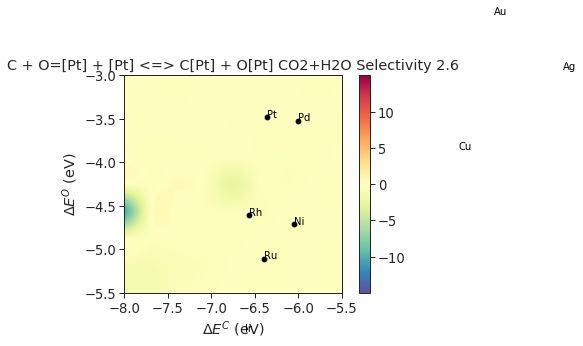 Au
C + O=[Pt] + [Pt] <=> C[Pt] + O[Pt] CO2+H2O Selectivity 2.6
Ag
−3.0
−3.5
−4.0
−4.5
−5.0
−5.5
ΔE^O (eV)
Pt
Pd
Rh
Ni
Ru
Cu
10
5
0
−5
−10
−8.0 −7.5 −7.0 −6.5 −6.0 −5.5
ΔE^C (eV)
Ir